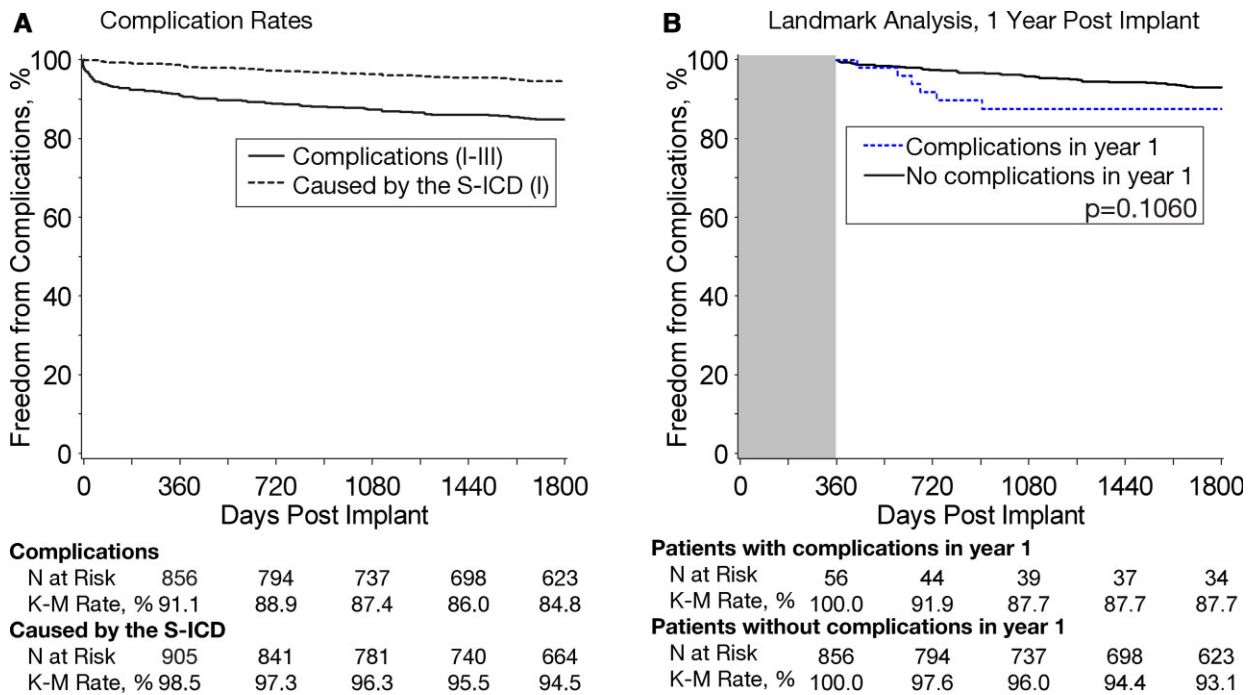 A Complication Rates
Freedom from Complications, %
100
80
60
40
20
0
Complications (I-III)
Caused by the S-ICD (I)
0 360 720 1080 1440 1800
Days Post Implant
Complications
N at Risk 856 794 737 698 623
K-M Rate, % 91.1 88.9 87.4 86.0 84.8
Caused by the S-ICD
N at Risk 905 841 781 740 664
K-M Rate, % 98.5 97.3 96.3 95.5 94.5
B Landmark Analysis, 1 Year Post Implant
Freedom from Complications, %
100
80
60
40
20
0
Complications in year 1
No complications in year 1
p=0.1060
0 360 720 1080 1440 1800
Days Post Implant
Patients with complications in year 1
N at Risk 56 44 39 37 34
K-M Rate, % 100.0 91.9 87.7 87.7 87.7
Patients without complications in year 1
N at Risk 856 794 737 698 623
K-M Rate, % 100.0 97.6 96.0 94.4 93.1